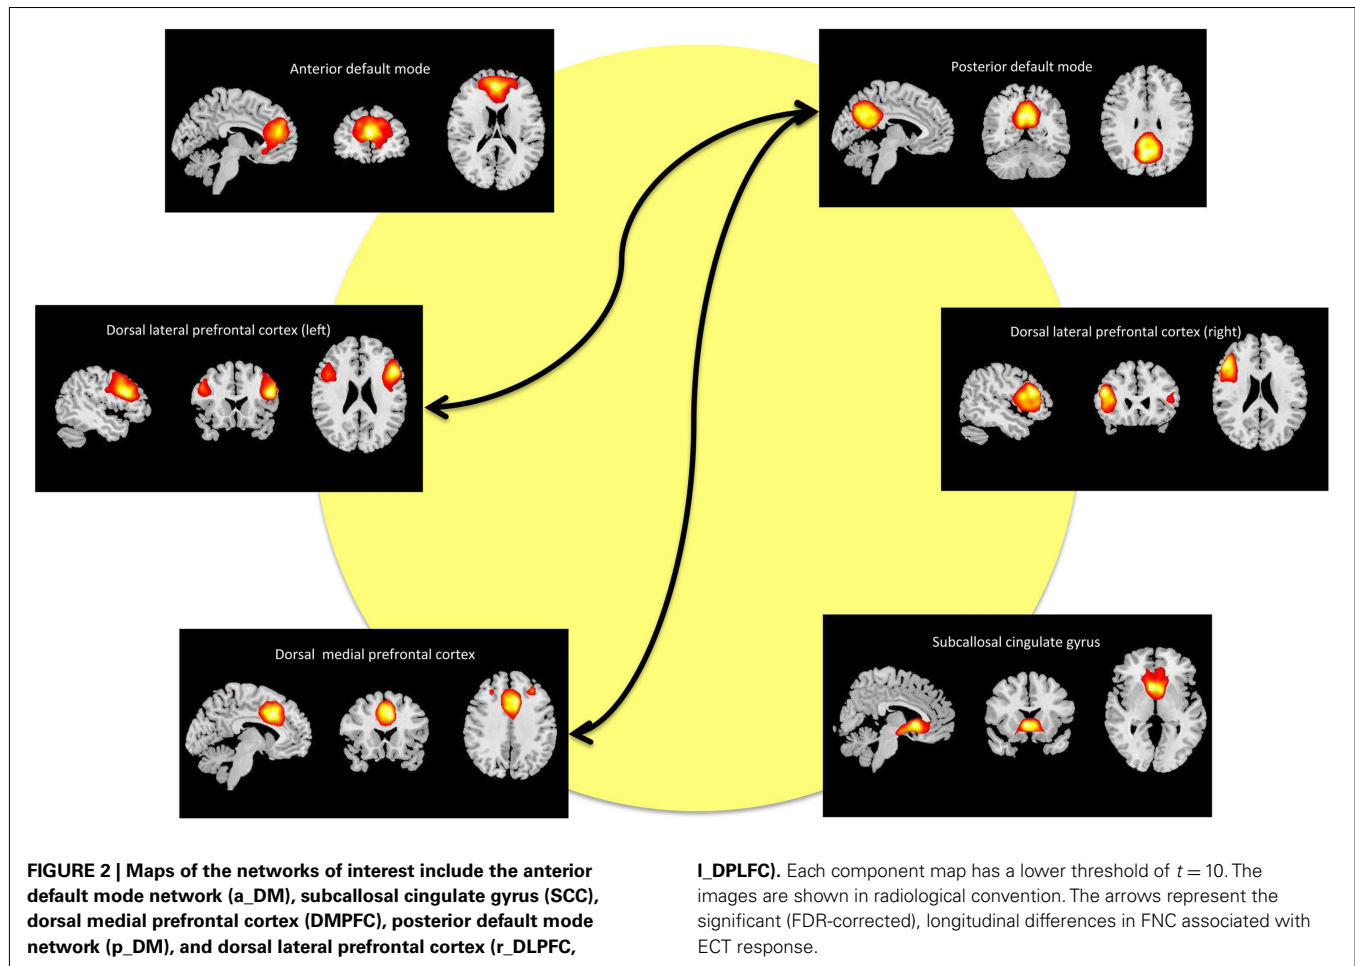 Anterior default mode
Posterior default mode
Dorsal lateral prefrontal cortex (left)
Dorsal lateral prefrontal cortex (right)
Dorsal  medial prefrontal cortex
Subcallosal cingulate gyrus
FIGURE 2 | Maps of the networks of interest include the anterior
default mode network (a_DM), subcallosal cingulate gyrus (SCC),
dorsal medial prefrontal cortex (DMPFC), posterior default mode
network (p_DM), and dorsal lateral prefrontal cortex (r_DLPFC,
l_DPLFC). Each component map has a lower threshold of t = 10. The
images are shown in radiological convention. The arrows represent the
significant (FDR-corrected), longitudinal differences in FNC associated with
ECT response.